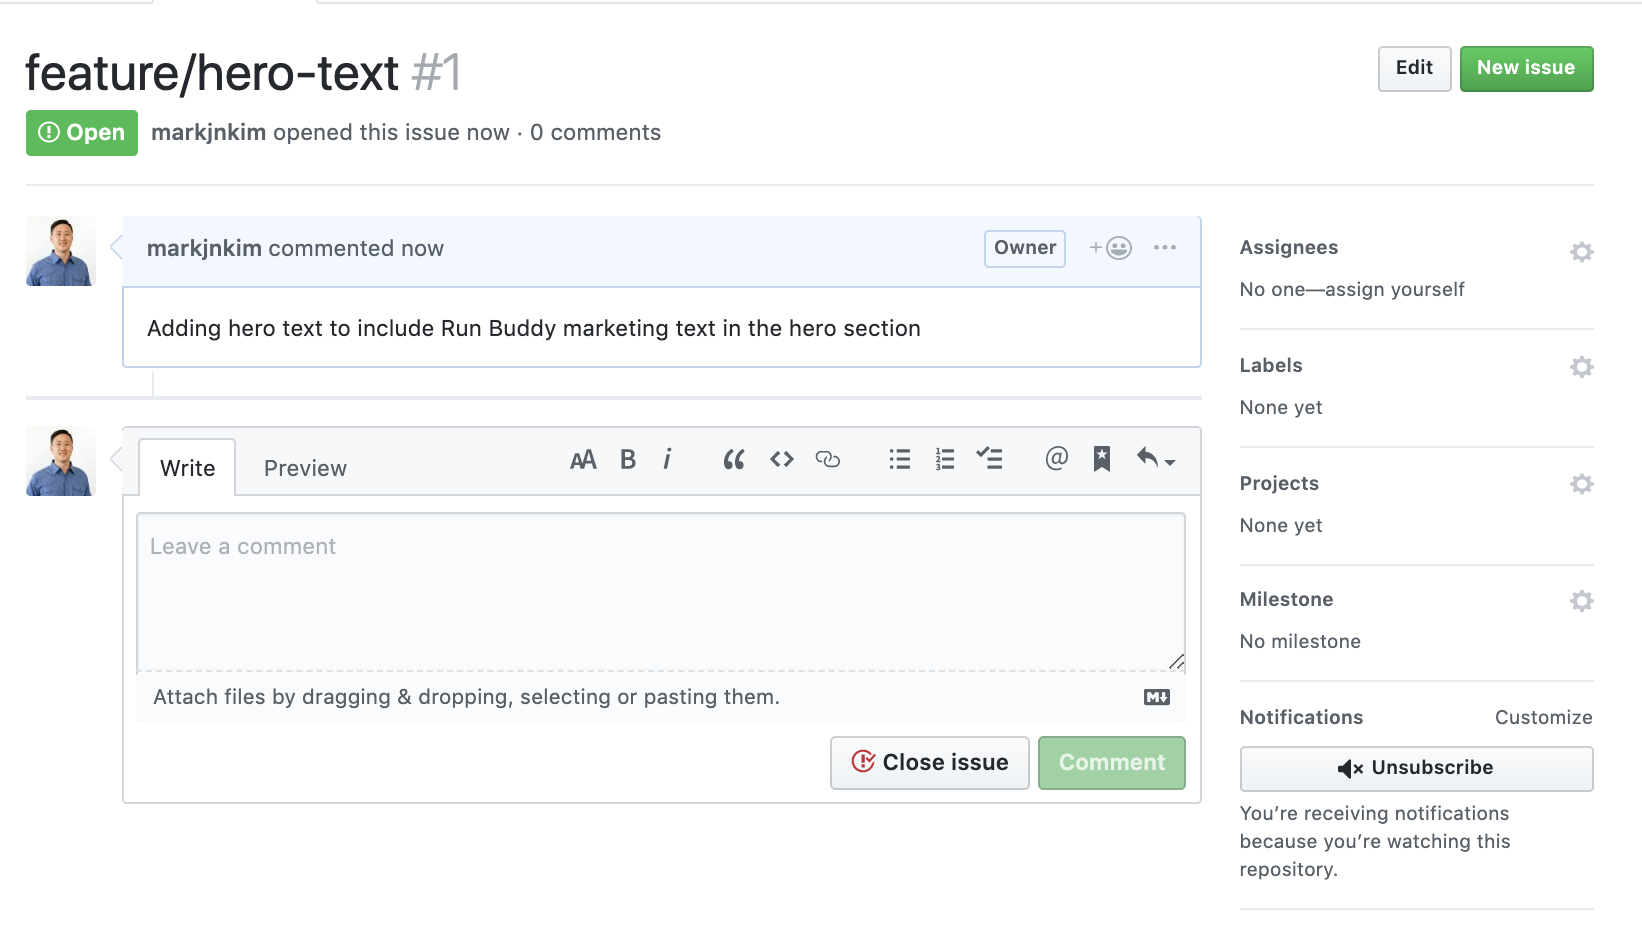 feature/hero-text #1
Edit
New issue
Open
markjnkim opened this issue now · 0 comments
markjnkim commented now
Owner
Adding hero text to include Run Buddy marketing text in the hero section
Write
Preview
Leave a comment
Attach files by dragging & dropping, selecting or pasting them.
Close issue
Comment
Assignees
No one—assign yourself
Labels
None yet
Projects
None yet
Milestone
No milestone
Notifications
Customize
Unsubscribe
You’re receiving notifications
because you’re watching this
repository.